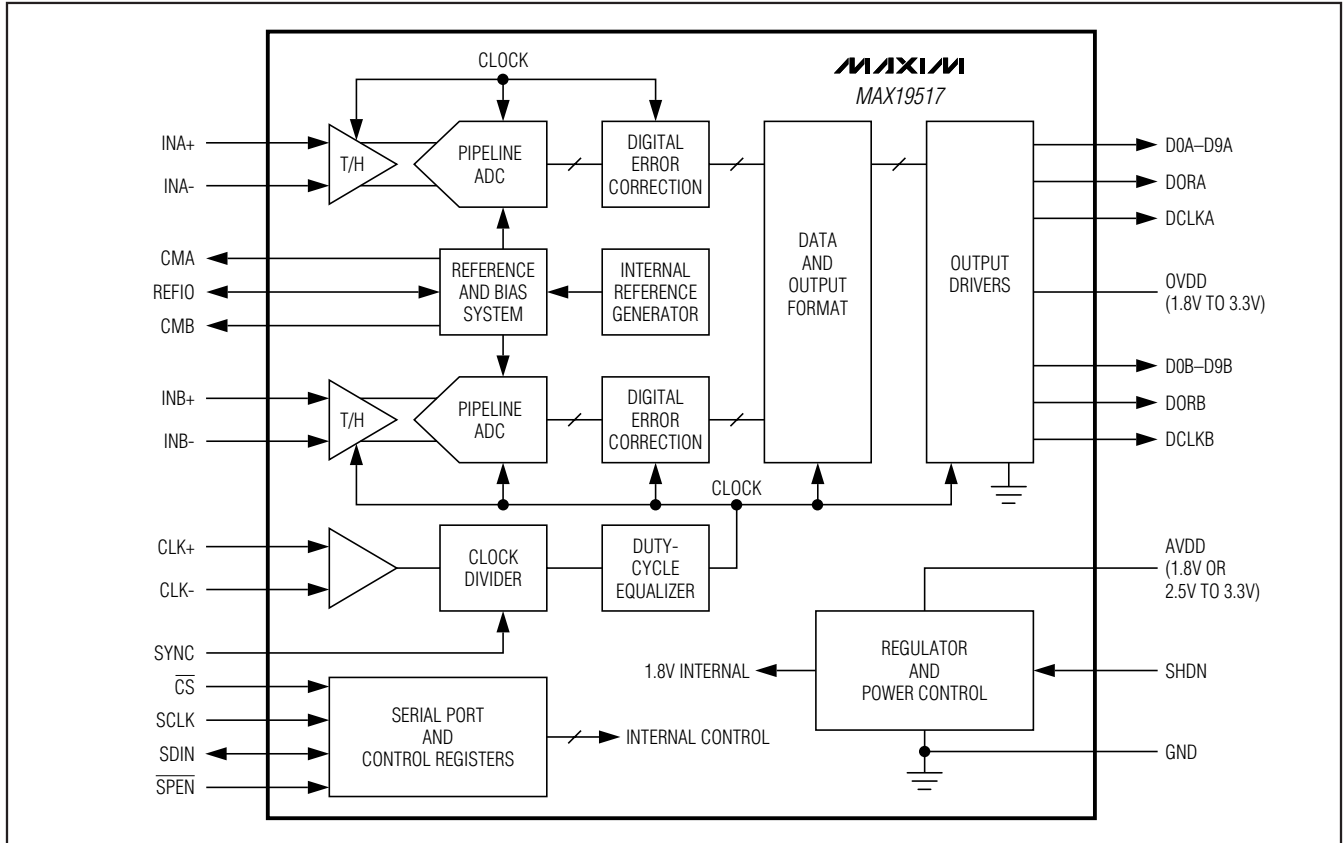 CLOCK
MAXIM
MAX19517
INA+
INA-
T/H
PIPELINE
ADC
DIGITAL
ERROR
CORRECTION
DATA
AND
OUTPUT
FORMAT
OUTPUT
DRIVERS
D0A–D9A
DORA
DCLKA
CMA
REFIO
CMB
REFERENCE
AND BIAS
SYSTEM
INTERNAL
REFERENCE
GENERATOR
OVDD
(1.8V TO 3.3V)
INB+
INB-
T/H
PIPELINE
ADC
DIGITAL
ERROR
CORRECTION
D0B–D9B
DORB
DCLKB
CLOCK
CLK+
CLK-
CLOCK
DIVIDER
DUTY-
CYCLE
EQUALIZER
AVDD
(1.8V OR
2.5V TO 3.3V)
SYNC
C̅S̅
SCLK
SDIN
S̅P̅E̅N̅
SERIAL PORT
AND
CONTROL REGISTERS
INTERNAL CONTROL
1.8V INTERNAL
REGULATOR
AND
POWER CONTROL
SHDN
GND